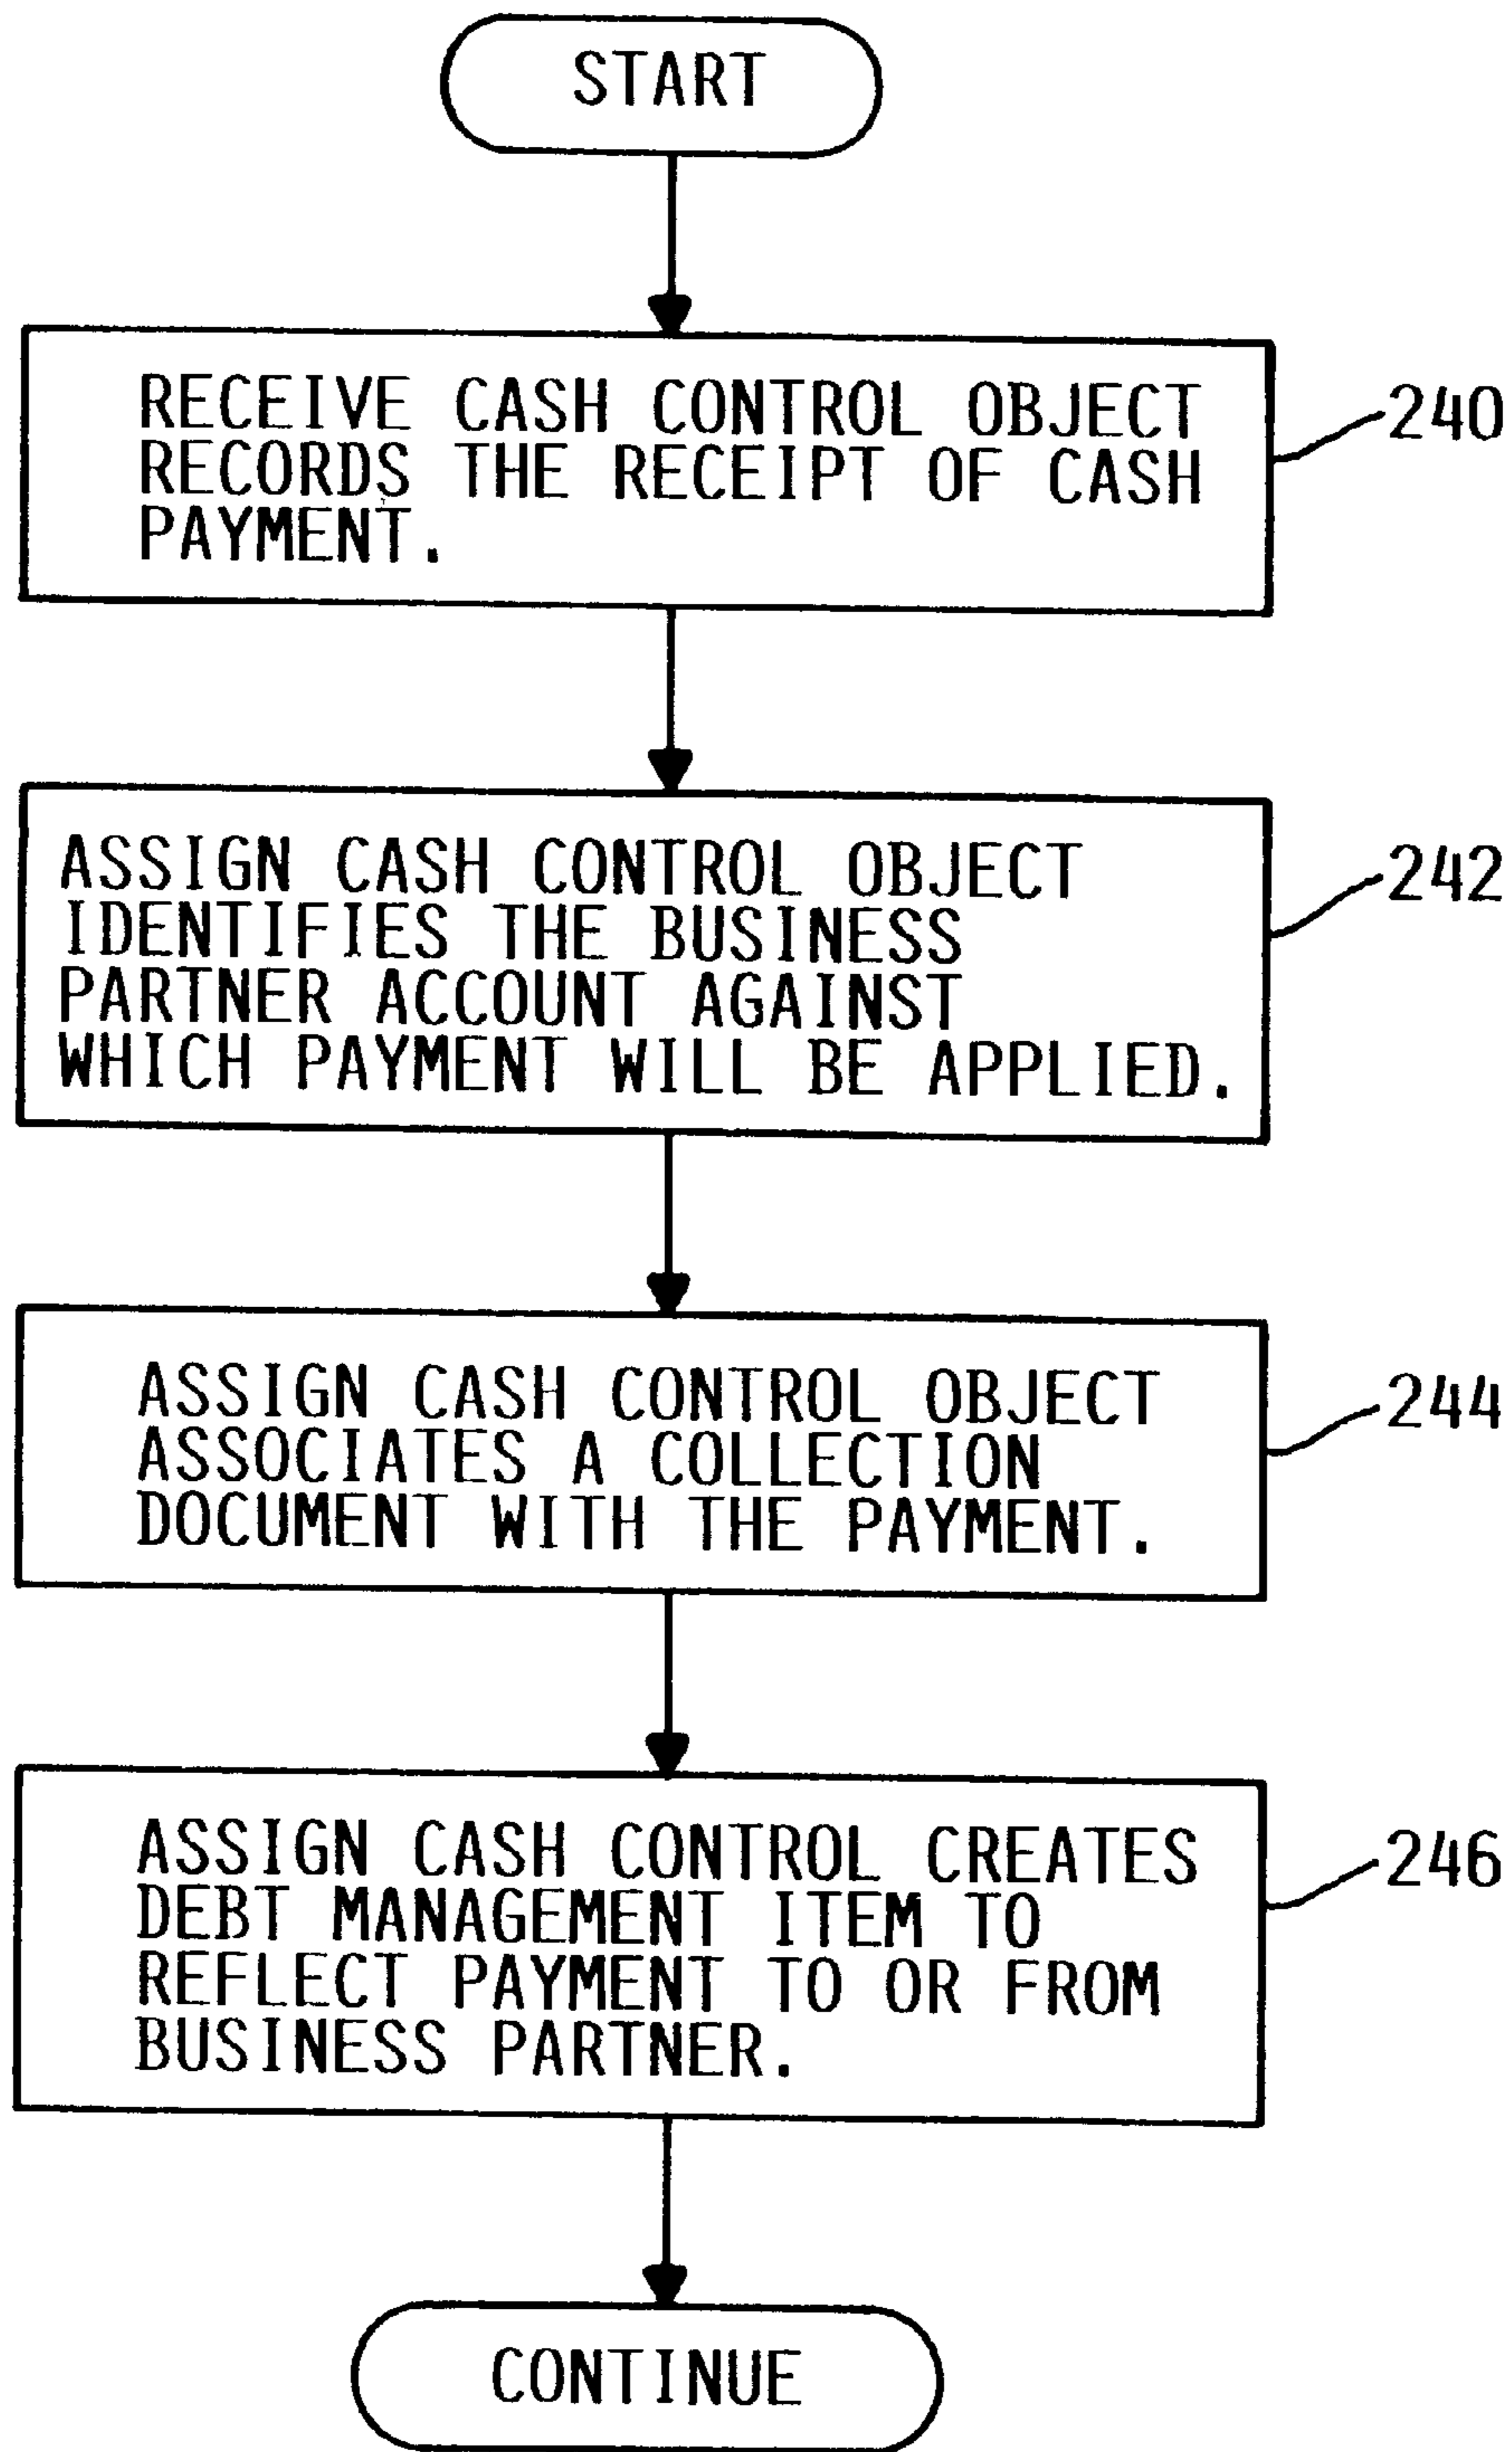 START
RECEIVE CASH CONTROL OBJECT
RECORDS THE RECEIPT OF CASH
PAYMENT.
240
ASSIGN CASH CONTROL OBJECT
IDENTIFIES THE BUSINESS
PARTNER ACCOUNT AGAINST
WHICH PAYMENT WILL BE APPLIED.
242
ASSIGN CASH CONTROL OBJECT
ASSOCIATES A COLLECTION
DOCUMENT WITH THE PAYMENT.
244
ASSIGN CASH CONTROL CREATES
DEBT MANAGEMENT ITEM TO
REFLECT PAYMENT TO OR FROM
BUSINESS PARTNER.
246
CONTINUE